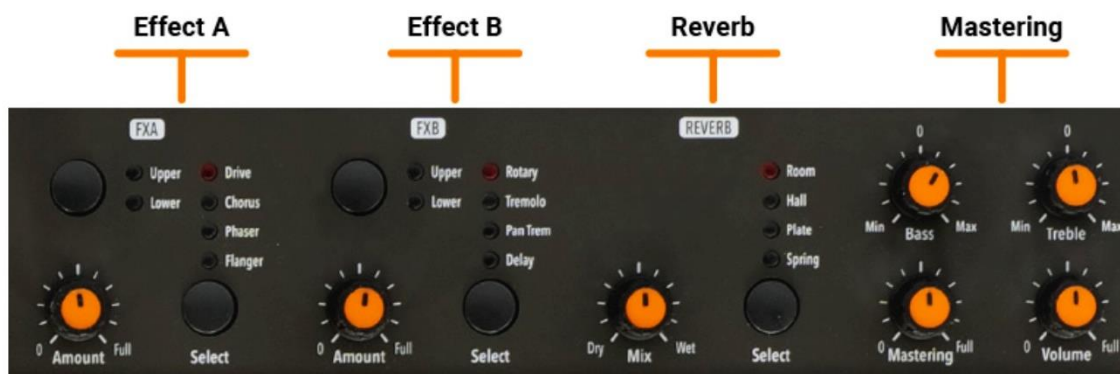 Effect A
Effect B
Reverb
Mastering
FXA
Upper
Lower
Drive
Chorus
Phaser
Flanger
0
Amount
Full
Select
FXB
Upper
Lower
Rotary
Tremolo
Pan Trem
Delay
0
Amount
Full
Select
REVERB
Room
Hall
Plate
Spring
Dry
Mix
Wet
Select
0
Min
Bass
Max
0
Min
Treble
Max
0
Mastering
Full
0
Volume
Full